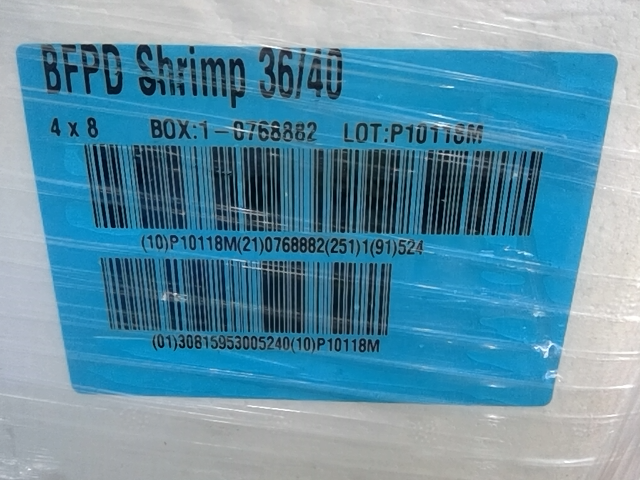 BFPD Shrimp 36/40
4 x 8 BOX:1-0768882 LOT:P10118M
(10)P10118M(21)0768882(251)1(91)524
(01)30815953005240(10)P10118M